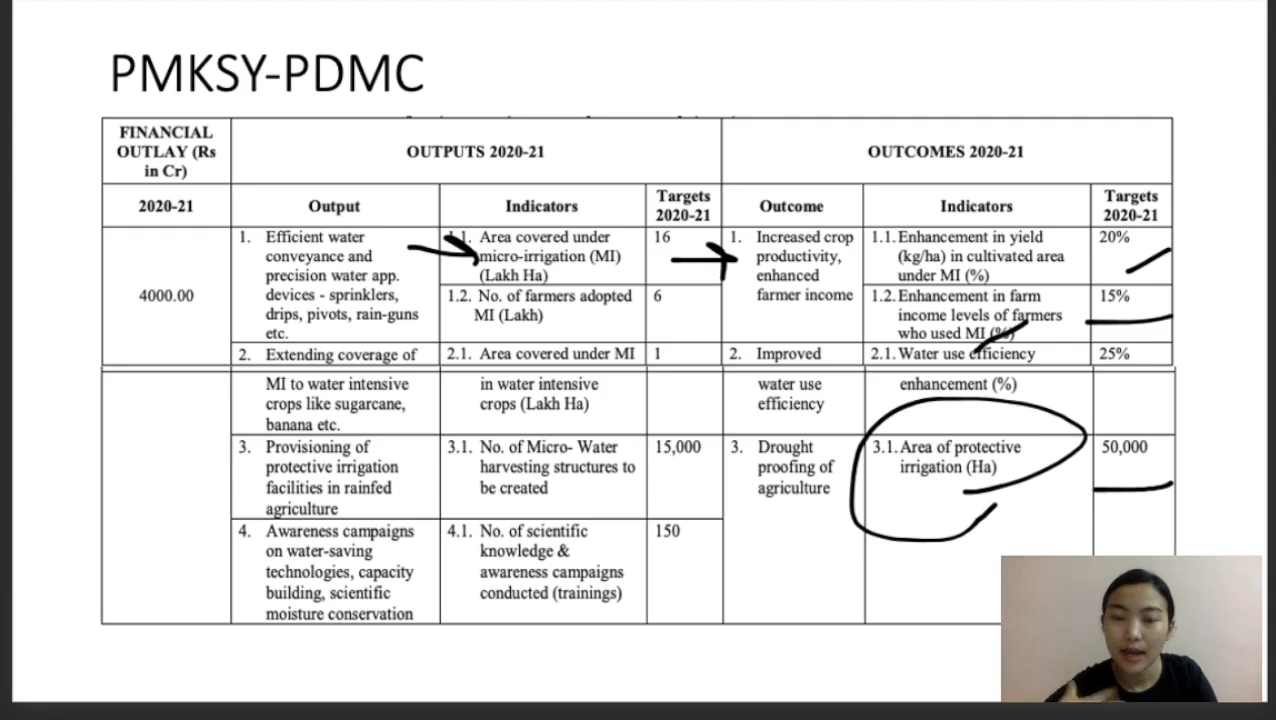 PMKSY-PDMC
FINANCIAL
OUTLAY (Rs
in Cr)
OUTPUTS 2020-21
OUTCOMES 2020-21
2020-21
Output
Indicators
Targets
2020-21
Outcome
Indicators
Targets
2020-21
4000.00
1. Efficient water
conveyance and
precision water app.
devices - sprinklers,
drips, pivots, rain-guns
etc.
1.1. Area covered under
micro-irrigation (MI)
(Lakh Ha)
16
1. Increased crop
productivity,
enhanced
farmer income
1.1. Enhancement in yield
(kg/ha) in cultivated area
under MI (%)
20%
1.2. No. of farmers adopted
MI (Lakh)
6
1.2. Enhancement in farm
income levels of farmers
who used MI (%)
15%
2. Extending coverage of
MI to water intensive
crops like sugarcane,
banana etc.
2.1. Area covered under MI
in water intensive
crops (Lakh Ha)
1
2. Improved
water use
efficiency
2.1. Water use efficiency
enhancement (%)
25%
3. Provisioning of
protective irrigation
facilities in rainfed
agriculture
3.1. No. of Micro- Water
harvesting structures to
be created
15,000
3. Drought
proofing of
agriculture
3.1. Area of protective
irrigation (Ha)
50,000
4. Awareness campaigns
on water-saving
technologies, capacity
building, scientific
moisture conservation
4.1. No. of scientific
knowledge &
awareness campaigns
conducted (trainings)
150